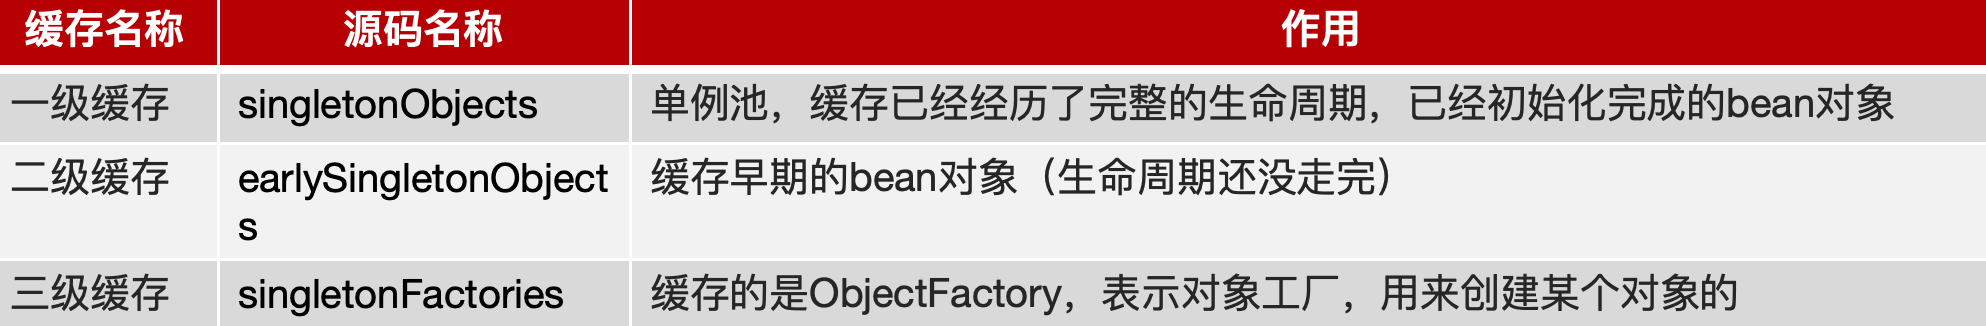 缓存名称 源码名称 作用
一级缓存 singletonObjects 单例池，缓存已经经历了完整的生命周期，已经初始化完成的bean对象
二级缓存 earlySingletonObject 缓存早期的bean对象（生命周期还没走完）
s
三级缓存 singletonFactories 缓存的是ObjectFactory，表示对象工厂，用来创建某个对象的